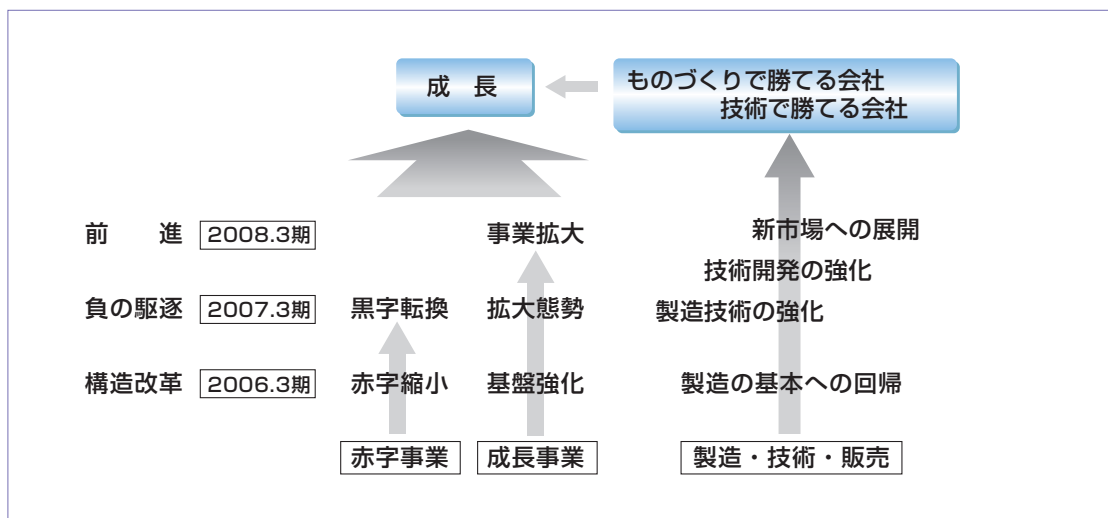 成　長
ものづくりで勝てる会社
技術で勝てる会社
前　　進 2008.3期 事業拡大 新市場への展開
技術開発の強化
負の駆逐 2007.3期 黒字転換 拡大態勢 製造技術の強化
構造改革 2006.3期 赤字縮小 基盤強化 製造の基本への回帰
赤字事業 成長事業 製造・技術・販売